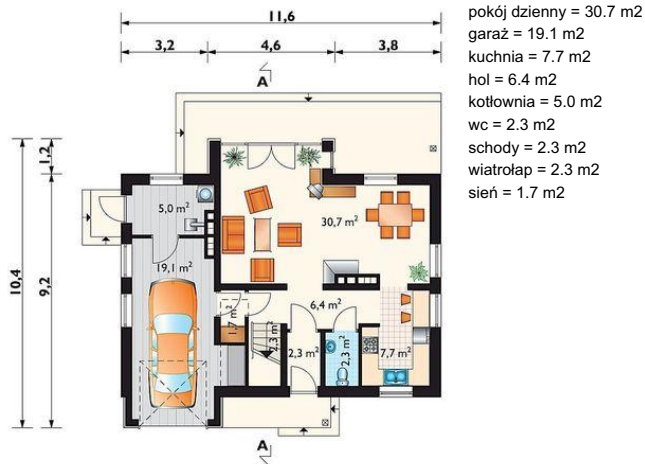 11,6
3,2 4,6 3,8
A
1,2
10,4
9,2
5,0 m²
30,7 m²
19,1 m²
6,4 m²
1,7 m²
2,3 m²
2,3 m²
2,3 m²
7,7 m²
A
pokój dzienny = 30.7 m2
garaż = 19.1 m2
kuchnia = 7.7 m2
hol = 6.4 m2
kotłownia = 5.0 m2
wc = 2.3 m2
schody = 2.3 m2
wiatrołap = 2.3 m2
sień = 1.7 m2